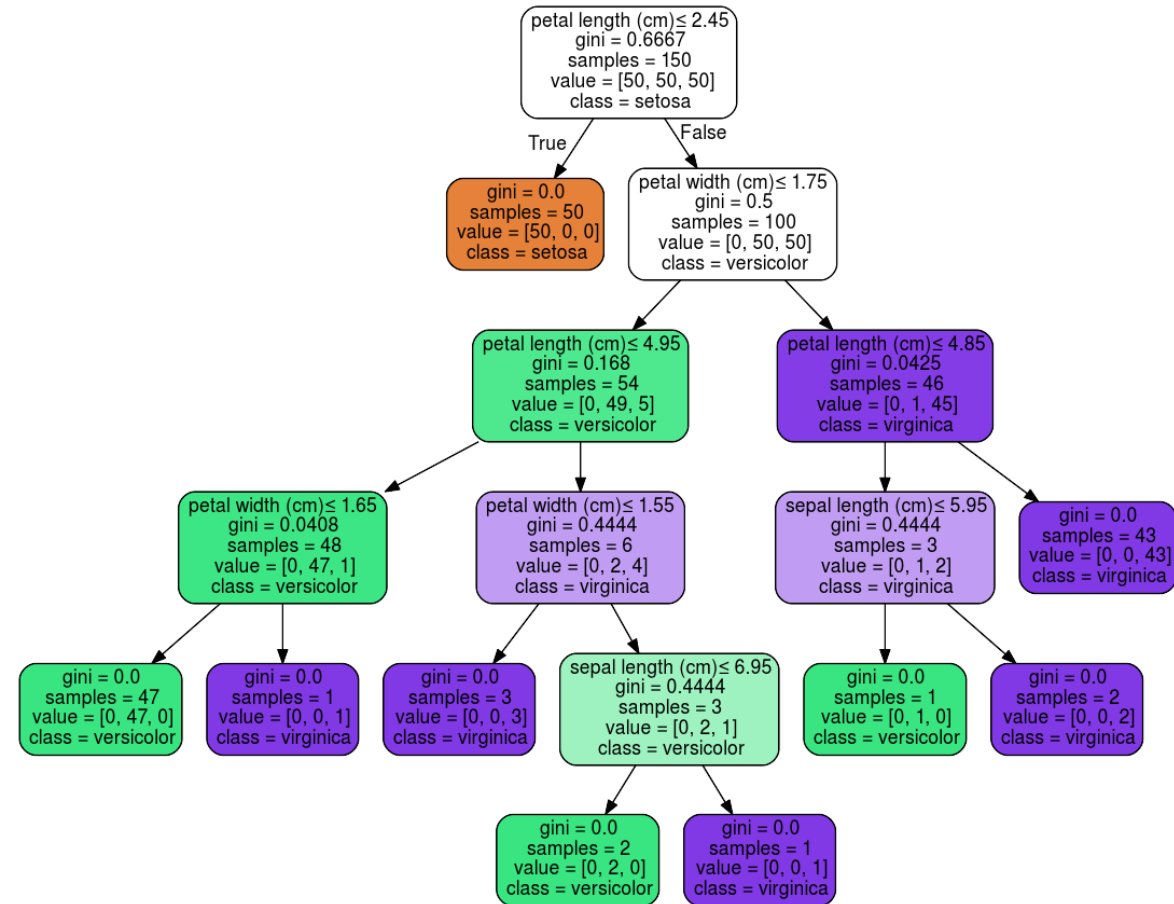 petal length (cm)≤ 2.45
gini = 0.6667
samples = 150
value = [50, 50, 50]
class = setosa
True
False
gini = 0.0
samples = 50
value = [50, 0, 0]
class = setosa
petal width (cm)≤ 1.75
gini = 0.5
samples = 100
value = [0, 50, 50]
class = versicolor
petal length (cm)≤ 4.95
gini = 0.168
samples = 54
value = [0, 49, 5]
class = versicolor
petal length (cm)≤ 4.85
gini = 0.0425
samples = 46
value = [0, 1, 45]
class = virginica
petal width (cm)≤ 1.65
gini = 0.0408
samples = 48
value = [0, 47, 1]
class = versicolor
petal width (cm)≤ 1.55
gini = 0.4444
samples = 6
value = [0, 2, 4]
class = virginica
sepal length (cm)≤ 5.95
gini = 0.4444
samples = 3
value = [0, 1, 2]
class = virginica
gini = 0.0
samples = 43
value = [0, 0, 43]
class = virginica
gini = 0.0
samples = 47
value = [0, 47, 0]
class = versicolor
gini = 0.0
samples = 1
value = [0, 0, 1]
class = virginica
gini = 0.0
samples = 3
value = [0, 0, 3]
class = virginica
sepal length (cm)≤ 6.95
gini = 0.4444
samples = 3
value = [0, 2, 1]
class = versicolor
gini = 0.0
samples = 1
value = [0, 1, 0]
class = versicolor
gini = 0.0
samples = 2
value = [0, 0, 2]
class = virginica
gini = 0.0
samples = 2
value = [0, 2, 0]
class = versicolor
gini = 0.0
samples = 1
value = [0, 0, 1]
class = virginica